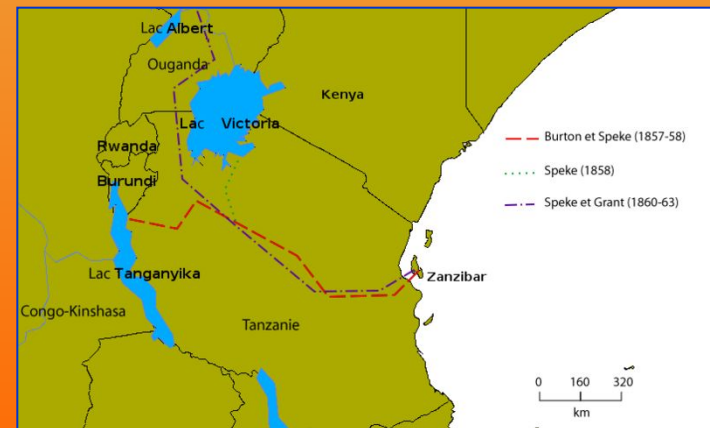 Lac Albert
Ouganda
Kenya
Lac Victoria
Rwanda
Burundi
Lac Tanganyika
Congo-Kinshasa
Tanzanie
Zanzibar
Burton et Speke (1857-58)
Speke (1858)
Speke et Grant (1860-63)
0 160 320
km